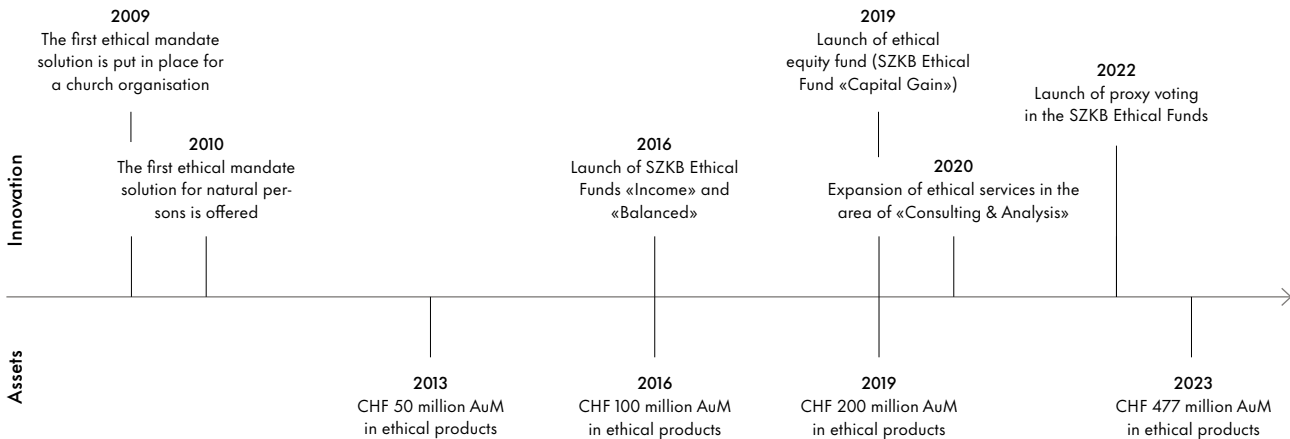 2009
The first ethical mandate
solution is put in place for
a church organisation
2010
The first ethical mandate
solution for natural per-
sons is offered
2016
Launch of SZKB Ethical
Funds «Income» and
«Balanced»
2019
Launch of ethical
equity fund (SZKB Ethical
Fund «Capital Gain»)
2020
Expansion of ethical services in the
area of «Consulting & Analysis»
2022
Launch of proxy voting
in the SZKB Ethical Funds
Innovation
Assets
2013
CHF 50 million AuM
in ethical products
2016
CHF 100 million AuM
in ethical products
2019
CHF 200 million AuM
in ethical products
2023
CHF 477 million AuM
in ethical products